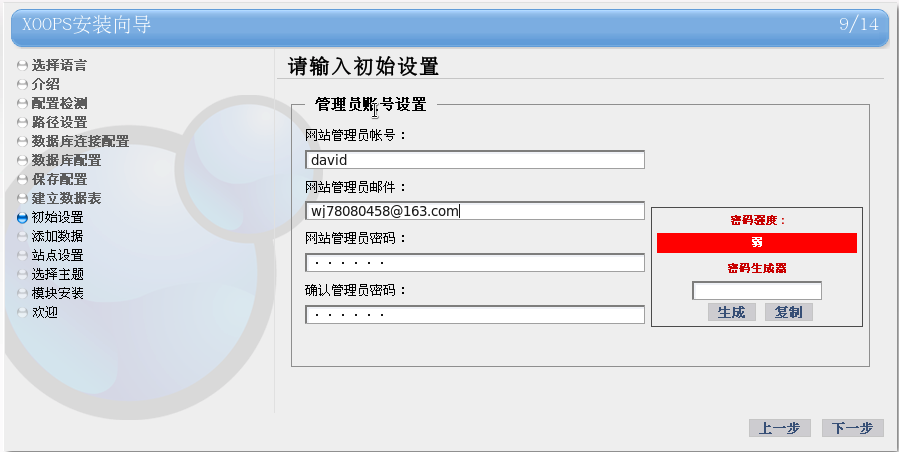 XOOPS安装向导
9/14
选择语言
介绍
配置检测
路径设置
数据库连接配置
数据库配置
保存配置
建立数据表
初始设置
添加数据
站点设置
选择主题
模块安装
欢迎
请输入初始设置
管理员账号设置
网站管理员帐号：
david
网站管理员邮件：
wj78080458@163.com
网站管理员密码：
······
确认管理员密码：
······
密码强度：
弱
密码生成器
生成 复制
上一步 下一步